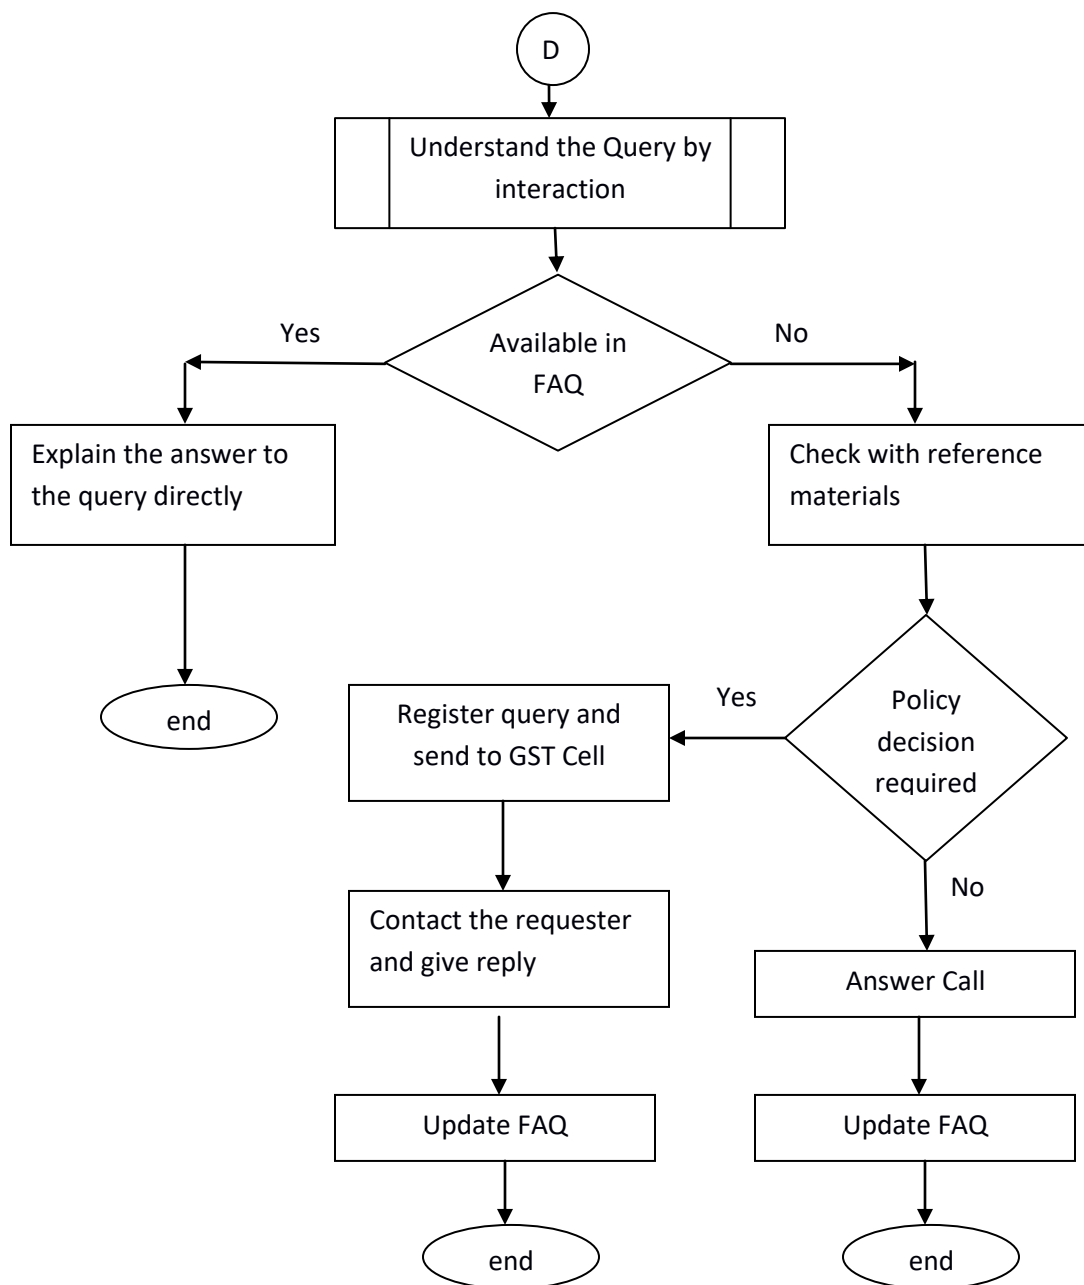 D
Understand the Query by
interaction
Yes
No
Available in
FAQ
Explain the answer to
the query directly
Check with reference
materials
end
Register query and
send to GST Cell
Yes
Policy
decision
required
No
Contact the requester
and give reply
Answer Call
Update FAQ
Update FAQ
end
end